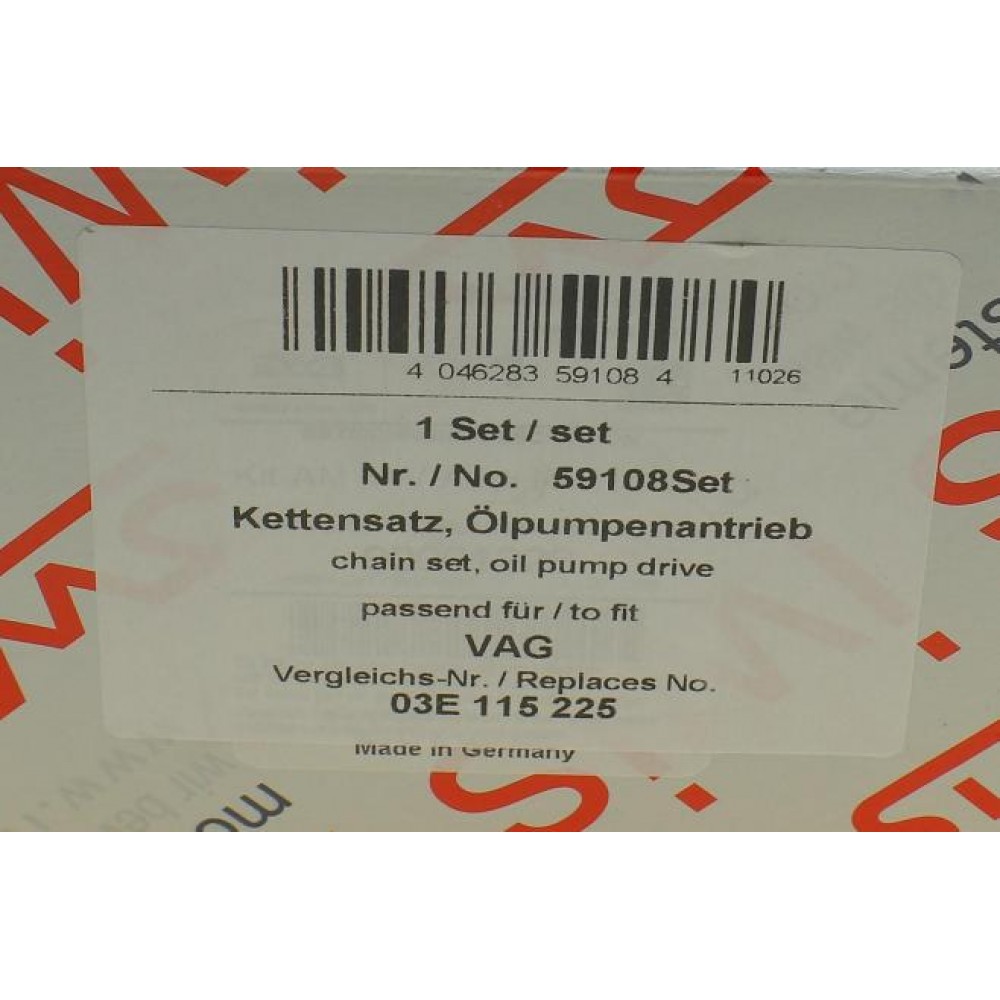 4 046283 59108 4 11026
1 Set / set
Nr. / No. 59108Set
Kettensatz, Ölpumpenantrieb
chain set, oil pump drive
passend für / to fit
VAG
Vergleichs-Nr. / Replaces No.
03E 115 225
Made in Germany